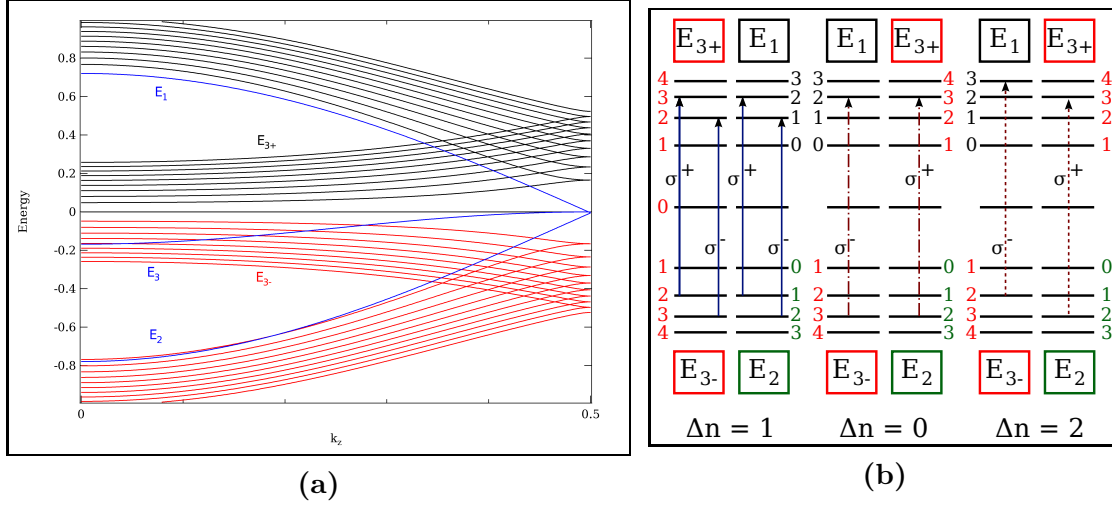 0.8
0.6
0.4
0.2
0
-0.2
-0.4
-0.6
-0.8
Energy
E1
E3+
E3
E3-
E2
0
0.5
kz
(a)
E3+ E1 E1 E3+ E1 E3+
4 3 3 4 3 4
3 2 2 3 2 3
2 1 1 2 1 2
1 0 0 1 0 1
σ+ σ+ σ+ σ+
0
σ- σ- σ- σ-
1 0 1 0 1 0
2 1 2 1 2 1
3 2 3 2 3 2
4 3 4 3 4 3
E3- E2 E3- E2 E3- E2
Δn = 1 Δn = 0 Δn = 2
(b)